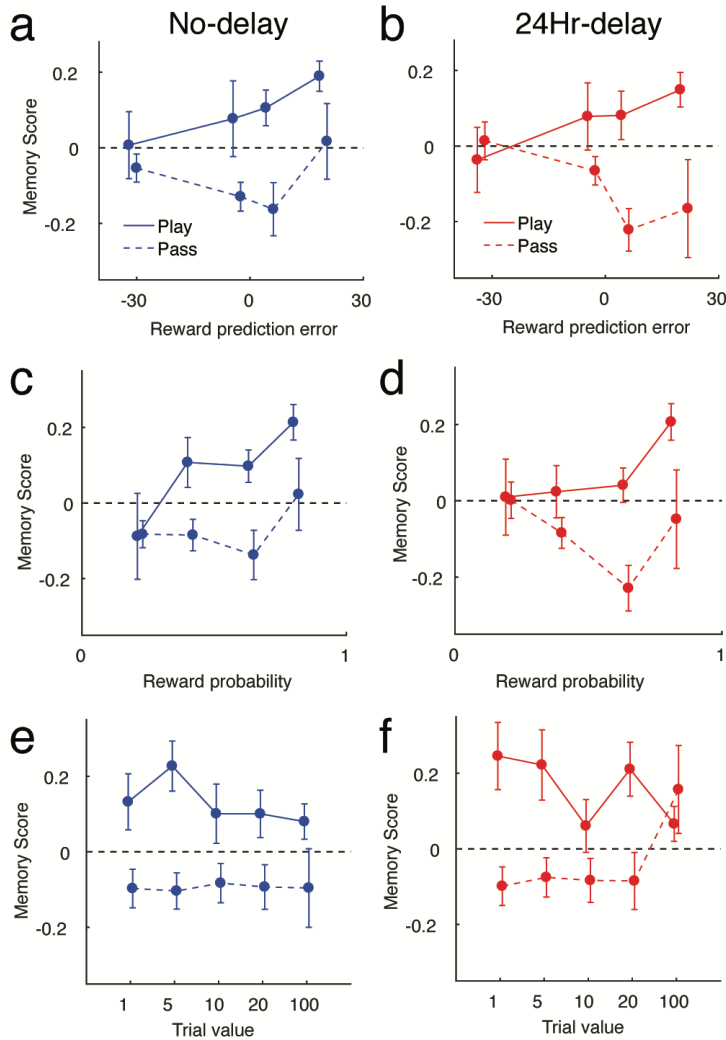 a No-delay
b 24Hr-delay
0.2
0
-0.2
Memory Score
Play
Pass
-30 0 30
Reward prediction error
0.2
0
-0.2
Memory Score
Play
Pass
-30 0 30
Reward prediction error
c
0.2
0
-0.2
Memory Score
0 1
Reward probability
d
0.2
0
-0.2
Memory Score
0 1
Reward probability
e
0.2
0
-0.2
Memory Score
1 5 10 20 100
Trial value
f
0.2
0
-0.2
Memory Score
1 5 10 20 100
Trial value